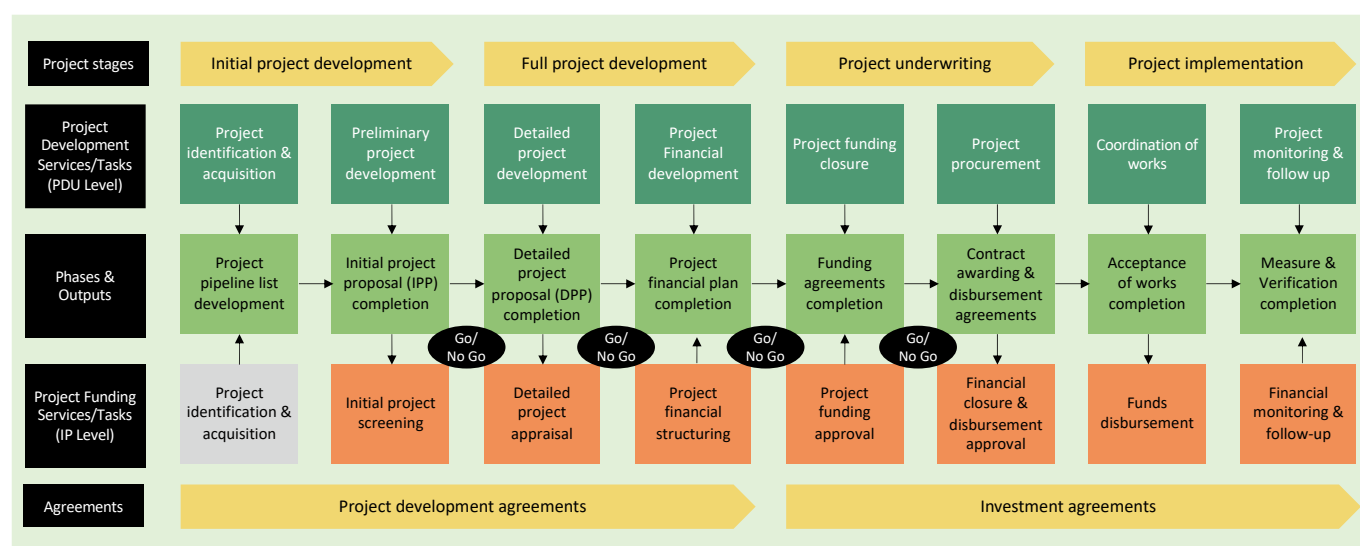 Project stages
Initial project development
Full project development
Project underwriting
Project implementation
Project
Development
Services/Tasks
(PDU Level)
Project
identification &
acquisition
Preliminary
project
development
Detailed
project
development
Project
Financial
development
Project funding
closure
Project
procurement
Coordination of
works
Project
monitoring &
follow up
Phases &
Outputs
Project
pipeline list
development
Initial project
proposal (IPP)
completion
Detailed
project
proposal (DPP)
completion
Project
financial plan
completion
Funding
agreements
completion
Contract
awarding &
disbursement
agreements
Acceptance
of works
completion
Measure &
Verification
completion
Go/
No Go
Go/
No Go
Go/
No Go
Go/
No Go
Project Funding
Services/Tasks
(IP Level)
Project
identification &
acquisition
Initial project
screening
Detailed
project
appraisal
Project
financial
structuring
Project
funding
approval
Financial
closure &
disbursement
approval
Funds
disbursement
Financial
monitoring &
follow-up
Agreements
Project development agreements
Investment agreements